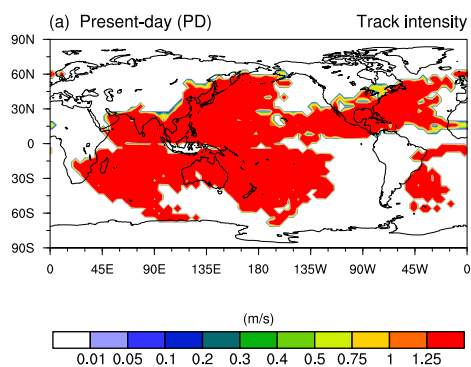 (a) Present-day (PD) Track intensity
90N
60N
30N
0
30S
60S
90S
0 45E 90E 135E 180 135W 90W 45W 0
(m/s)
0.01 0.05 0.1 0.2 0.3 0.4 0.5 0.75 1 1.25